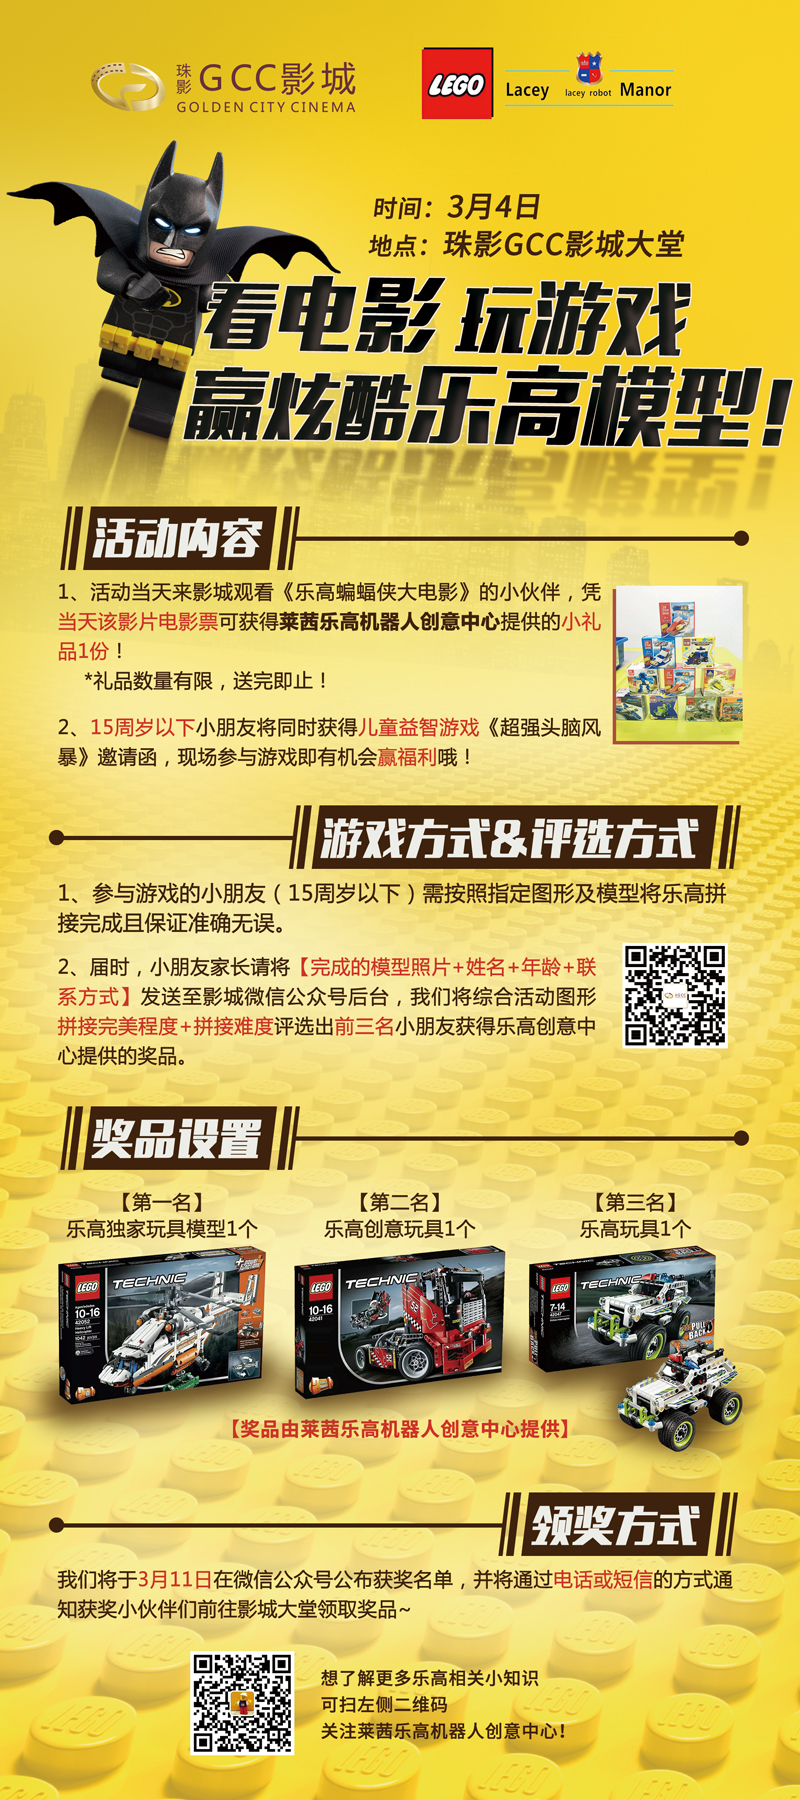 珠影 GCC影城
GOLDEN CITY CINEMA
LEGO
Lacey lacey robot Manor
时间：3月4日
地点：珠影GCC影城大堂
看电影 玩游戏
赢炫酷乐高模型！
活动内容
1、活动当天来影城观看《乐高蝙蝠侠大电影》的小伙伴，凭
当天该影片电影票可获得莱茜乐高机器人创意中心提供的小礼
品1份！
*礼品数量有限，送完即止！
2、15周岁以下小朋友将同时获得儿童益智游戏《超强头脑风
暴》邀请函，现场参与游戏即有机会赢福利哦！
游戏方式&评选方式
1、参与游戏的小朋友（15周岁以下）需按照指定图形及模型将乐高拼
接完成且保证准确无误。
2、届时，小朋友家长请将【完成的模型照片+姓名+年龄+联
系方式】发送至影城微信公众号后台，我们将综合活动图形
拼接完美程度+拼接难度评选出前三名小朋友获得乐高创意中
心提供的奖品。
奖品设置
【第一名】
乐高独家玩具模型1个
【第二名】
乐高创意玩具1个
【第三名】
乐高玩具1个
LEGO TECHNIC
10-16
42052
LEGO TECHNIC
10-16
42041
LEGO TECHNIC
7-14
42047
PULL BACK
【奖品由莱茜乐高机器人创意中心提供】
领奖方式
我们将于3月11日在微信公众号公布获奖名单，并将通过电话或短信的方式通
知获奖小伙伴们前往影城大堂领取奖品~
想了解更多乐高相关小知识
可扫左侧二维码
关注莱茜乐高机器人创意中心！